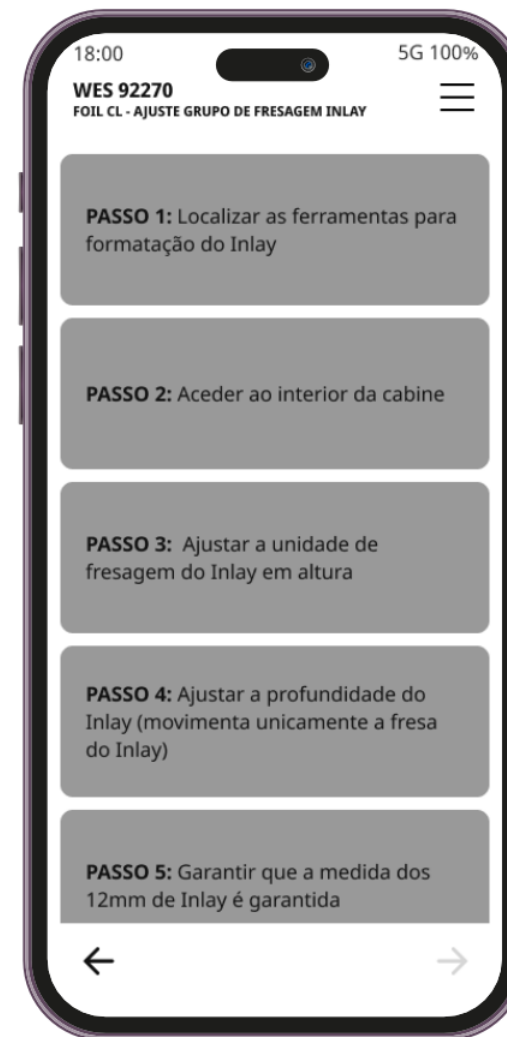 18:00 5G 100%
WES 92270
FOIL CL - AJUSTE GRUPO DE FRESAGEM INLAY
PASSO 1: Localizar as ferramentas para
formatação do Inlay
PASSO 2: Aceder ao interior da cabine
PASSO 3:  Ajustar a unidade de
fresagem do Inlay em altura
PASSO 4: Ajustar a profundidade do
Inlay (movimenta unicamente a fresa
do Inlay)
PASSO 5: Garantir que a medida dos
12mm de Inlay é garantida